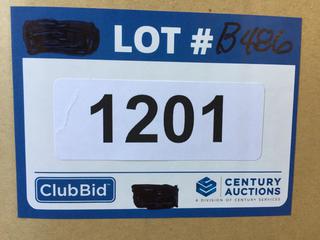 LOT # B486
1201
ClubBid
CENTURY
AUCTIONS
A DIVISION OF CENTURY SERVICES